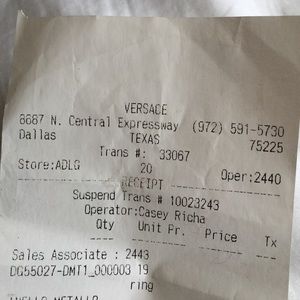 VERSACE
8687 N. Central Expressway (972) 591-5730
Dallas TEXAS 75225
Trans #: 33067
Store:ADLG 20 Oper:2440
RECEIPT
Suspend Trans # 10023243
Operator:Casey Richa
Qty Unit Pr. Price Tx
Sales Associate : 2443
DG55027-DMT1_000003 19
ring